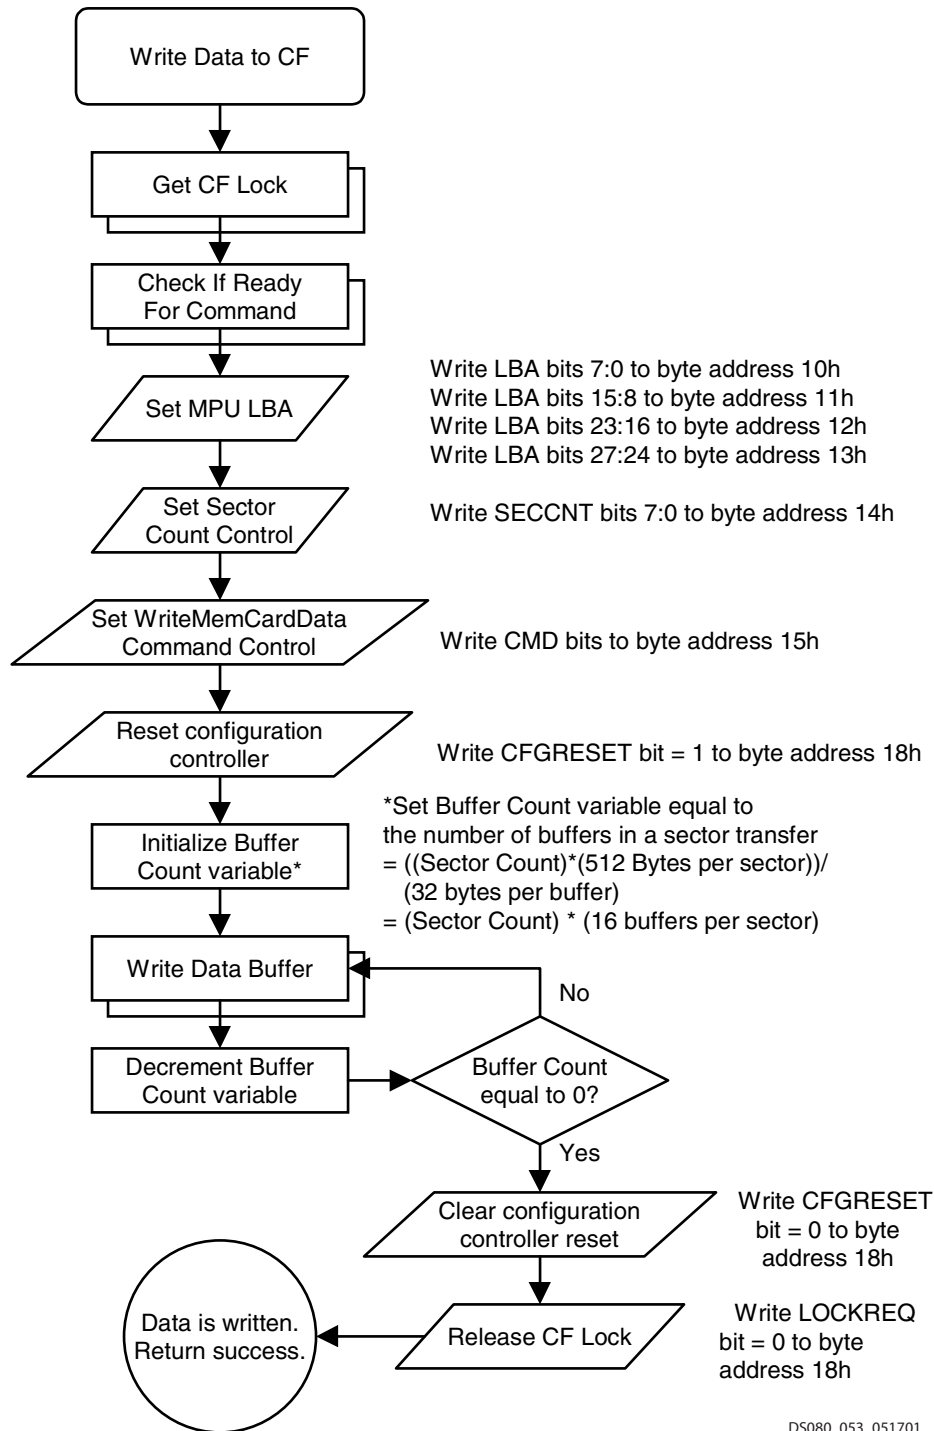 Write Data to CF
Get CF Lock
Check If Ready
For Command
Set MPU LBA
Write LBA bits 7:0 to byte address 10h
Write LBA bits 15:8 to byte address 11h
Write LBA bits 23:16 to byte address 12h
Write LBA bits 27:24 to byte address 13h
Set Sector
Count Control
Write SECCNT bits 7:0 to byte address 14h
Set WriteMemCardData
Command Control
Write CMD bits to byte address 15h
Reset configuration
controller
Write CFGRESET bit = 1 to byte address 18h
Initialize Buffer
Count variable*
*Set Buffer Count variable equal to
the number of buffers in a sector transfer
= ((Sector Count)*(512 Bytes per sector))/
(32 bytes per buffer)
= (Sector Count) * (16 buffers per sector)
Write Data Buffer
No
Decrement Buffer
Count variable
Buffer Count
equal to 0?
Yes
Clear configuration
controller reset
Write CFGRESET
bit = 0 to byte
address 18h
Release CF Lock
Write LOCKREQ
bit = 0 to byte
address 18h
Data is written.
Return success.
DS080_053_051701